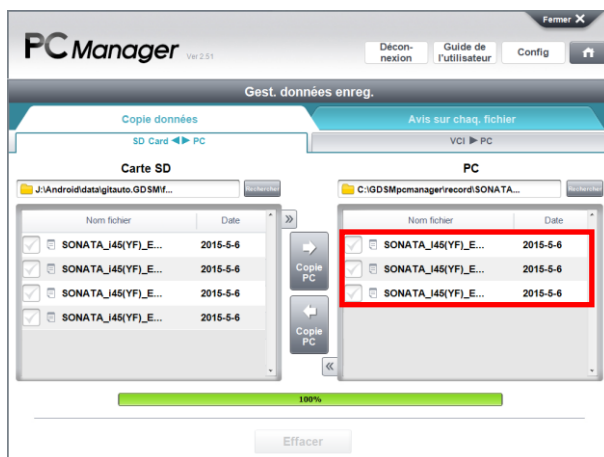 Fermer X
PC Manager Ver 2.51
Décon-
nexion
Guide de
l'utilisateur
Config
Gest. données enreg.
Copie données
Avis sur chaq. fichier
SD Card ◀▶ PC
VCI ▶ PC
Carte SD
PC
J:\Android\data\gitauto.GDSM\f...
Rechercher
C:\GDSMpcmanager\record\SONATA...
Rechercher
Nom fichier
Date
Nom fichier
Date
SONATA_i45(YF)_E... 2015-5-6
SONATA_i45(YF)_E... 2015-5-6
SONATA_i45(YF)_E... 2015-5-6
SONATA_i45(YF)_E... 2015-5-6
Copie
PC
Copie
PC
SONATA_i45(YF)_E... 2015-5-6
SONATA_i45(YF)_E... 2015-5-6
SONATA_i45(YF)_E... 2015-5-6
100%
Effacer